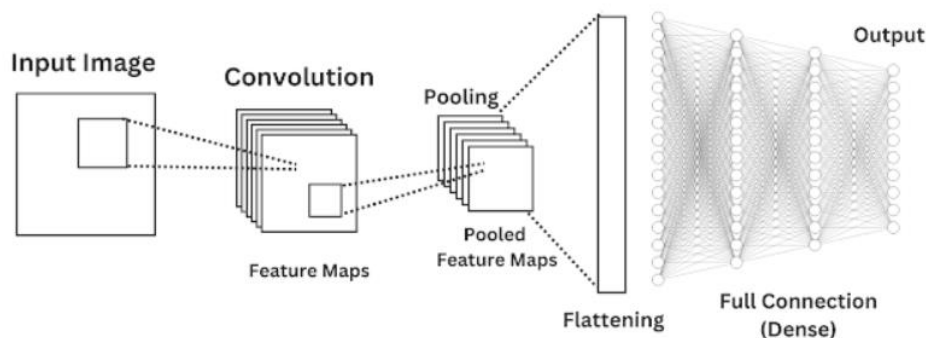 Input Image
Convolution
Feature Maps
Pooling
Pooled
Feature Maps
Flattening
Output
Full Connection
(Dense)